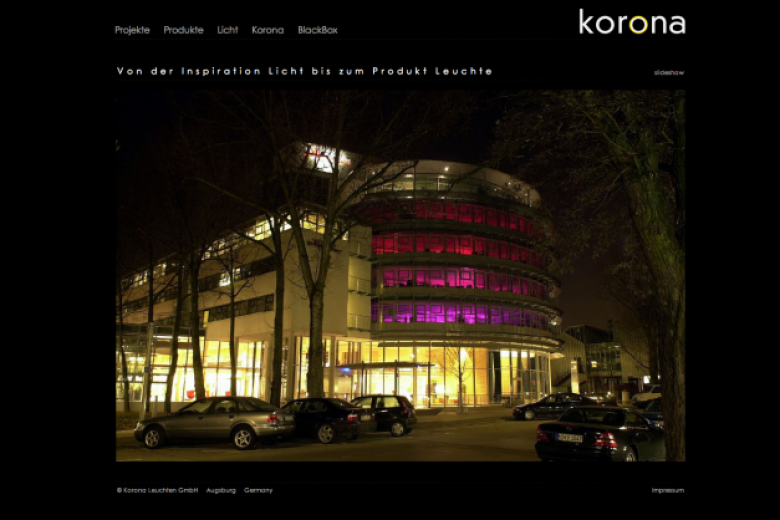 korona
Projekte Produkte Licht Korona BlackBox
Von der Inspiration Licht bis zum Produkt Leuchte
slideshow
© Korona Leuchten GmbH Augsburg Germany
Impressum